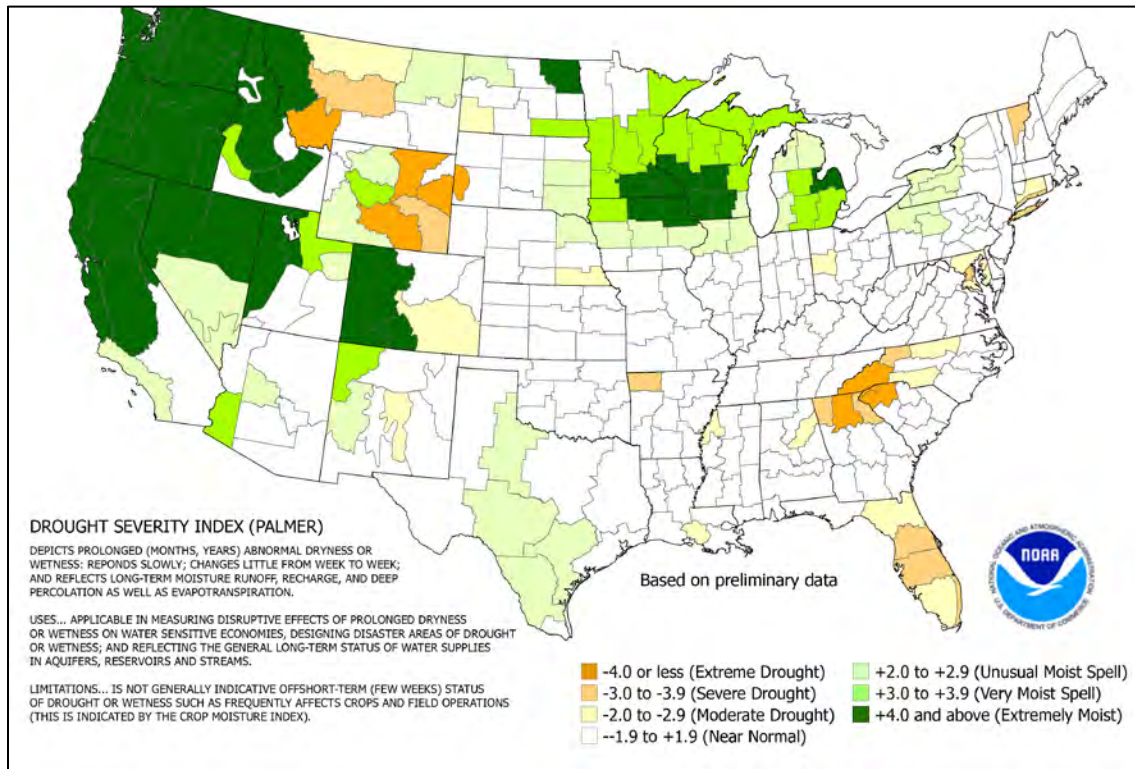 DROUGHT SEVERITY INDEX (PALMER)
DEPICTS PROLONGED (MONTHS, YEARS) ABNORMAL DRYNESS OR
WETNESS: REPONDS SLOWLY; CHANGES LITTLE FROM WEEK TO WEEK;
AND REFLECTS LONG-TERM MOISTURE RUNOFF, RECHARGE, AND DEEP
PERCOLATION AS WELL AS EVAPOTRANSPIRATION.
USES... APPLICABLE IN MEASURING DISRUPTIVE EFFECTS OF PROLONGED DRYNESS
OR WETNESS ON WATER SENSITIVE ECONOMIES, DESIGNING DISASTER AREAS OF DROUGHT
OR WETNESS; AND REFLECTING THE GENERAL LONG-TERM STATUS OF WATER SUPPLIES
IN AQUIFERS, RESERVOIRS AND STREAMS.
LIMITATIONS... IS NOT GENERALLY INDICATIVE OFFSHORT-TERM (FEW WEEKS) STATUS
OF DROUGHT OR WETNESS SUCH AS FREQUENTLY AFFECTS CROPS AND FIELD OPERATIONS
(THIS IS INDICATED BY THE CROP MOISTURE INDEX).
Based on preliminary data
NATIONAL OCEANIC AND ATMOSPHERIC ADMINISTRATION
NOAA
U.S. DEPARTMENT OF COMMERCE
-4.0 or less (Extreme Drought)
-3.0 to -3.9 (Severe Drought)
-2.0 to -2.9 (Moderate Drought)
--1.9 to +1.9 (Near Normal)
+2.0 to +2.9 (Unusual Moist Spell)
+3.0 to +3.9 (Very Moist Spell)
+4.0 and above (Extremely Moist)